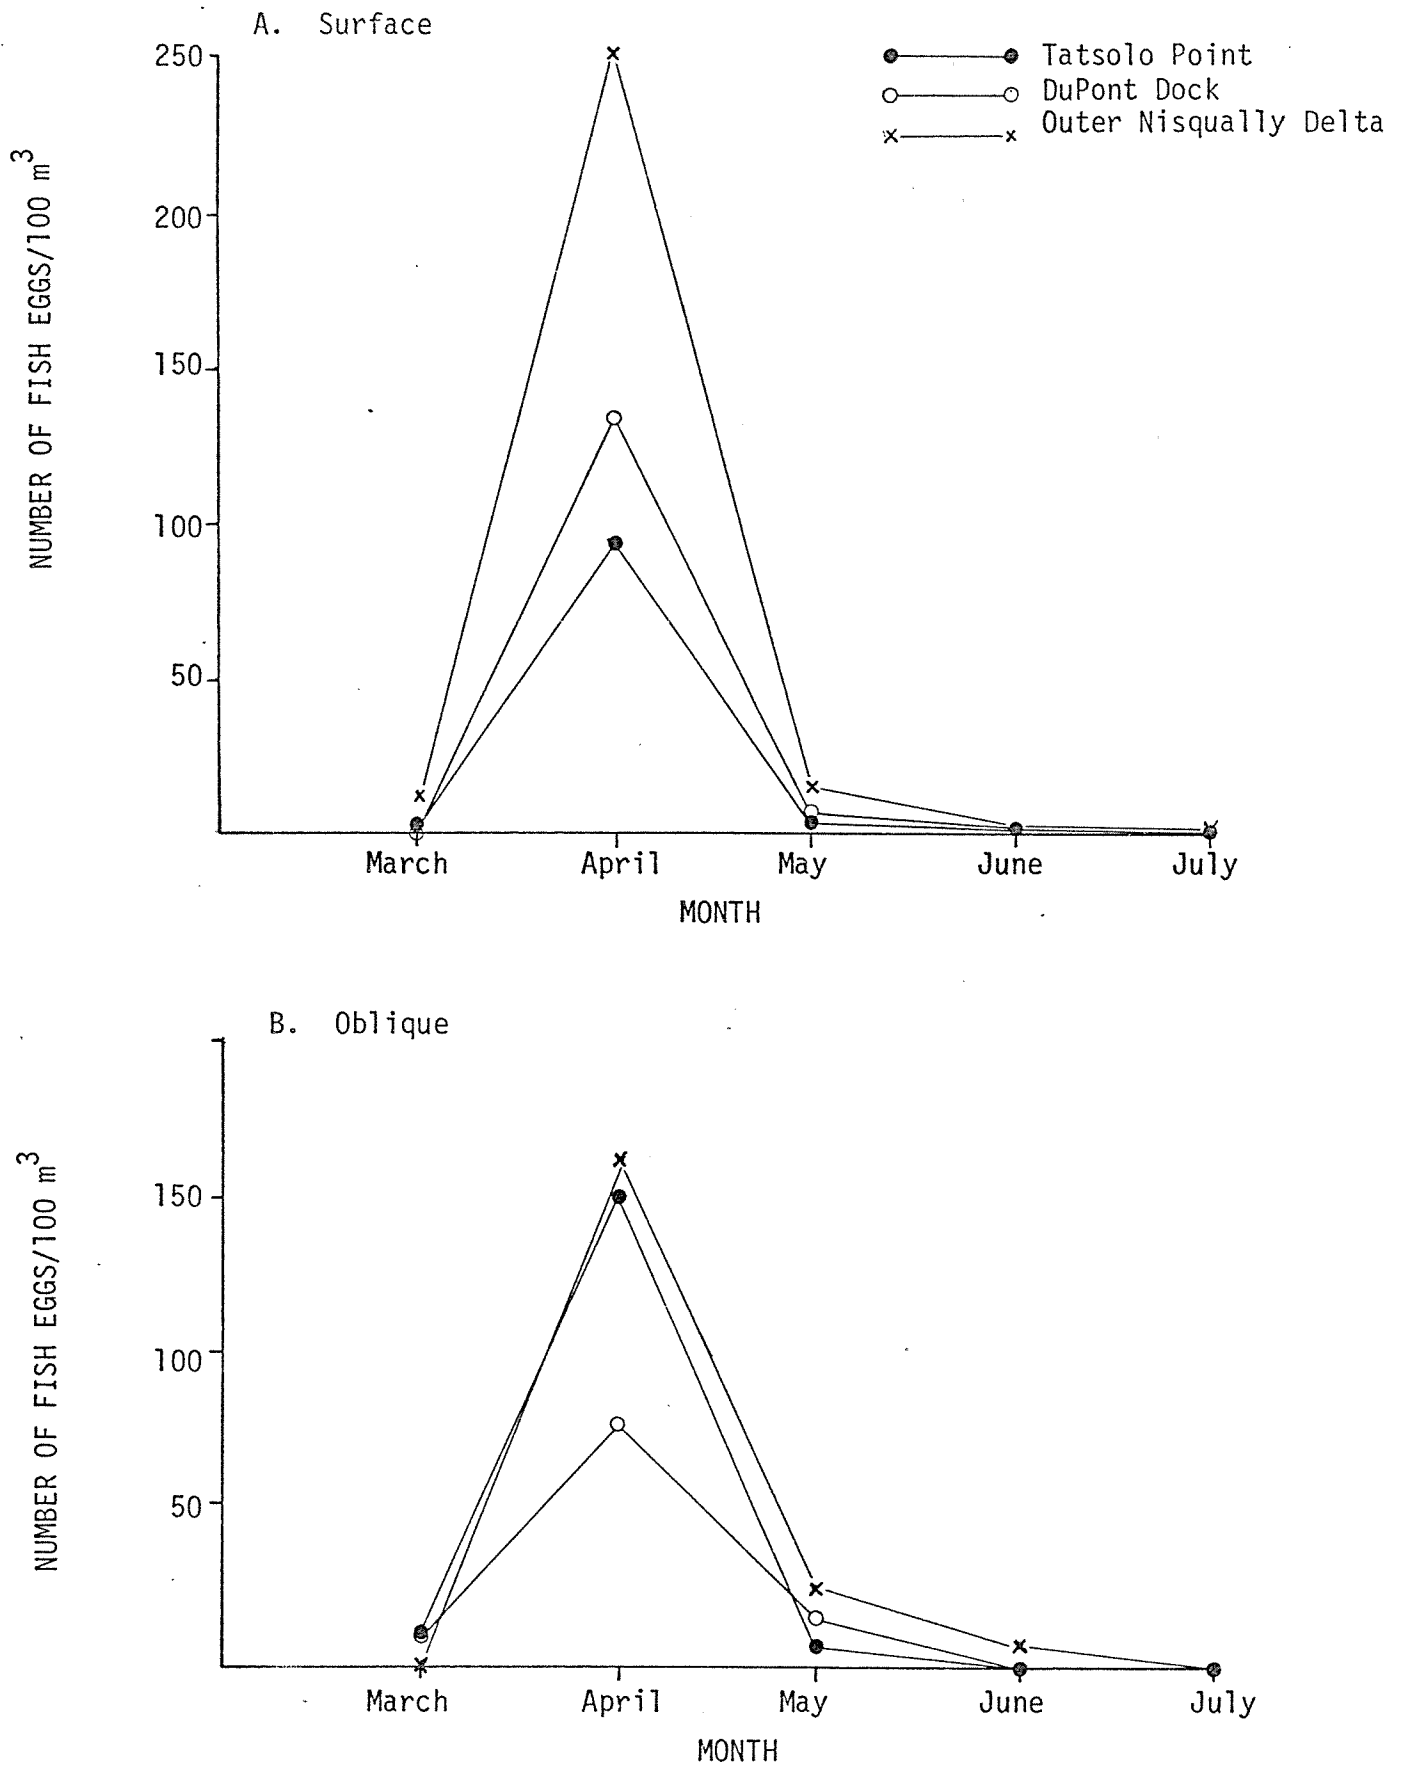 A. Surface
Tatsolo Point
DuPont Dock
Outer Nisqually Delta
250
200
150
100
50
NUMBER OF FISH EGGS/100 m³
March April May June July
MONTH
B. Oblique
150
100
50
NUMBER OF FISH EGGS/100 m³
March April May June July
MONTH